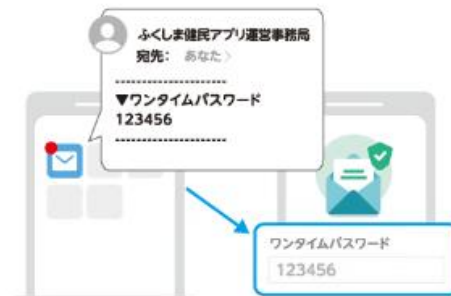 ふくしま健民アプリ運営事務局
宛先: あなた〉
---------------------
▼ワンタイムパスワード
123456
---------------------
ワンタイムパスワード
123456